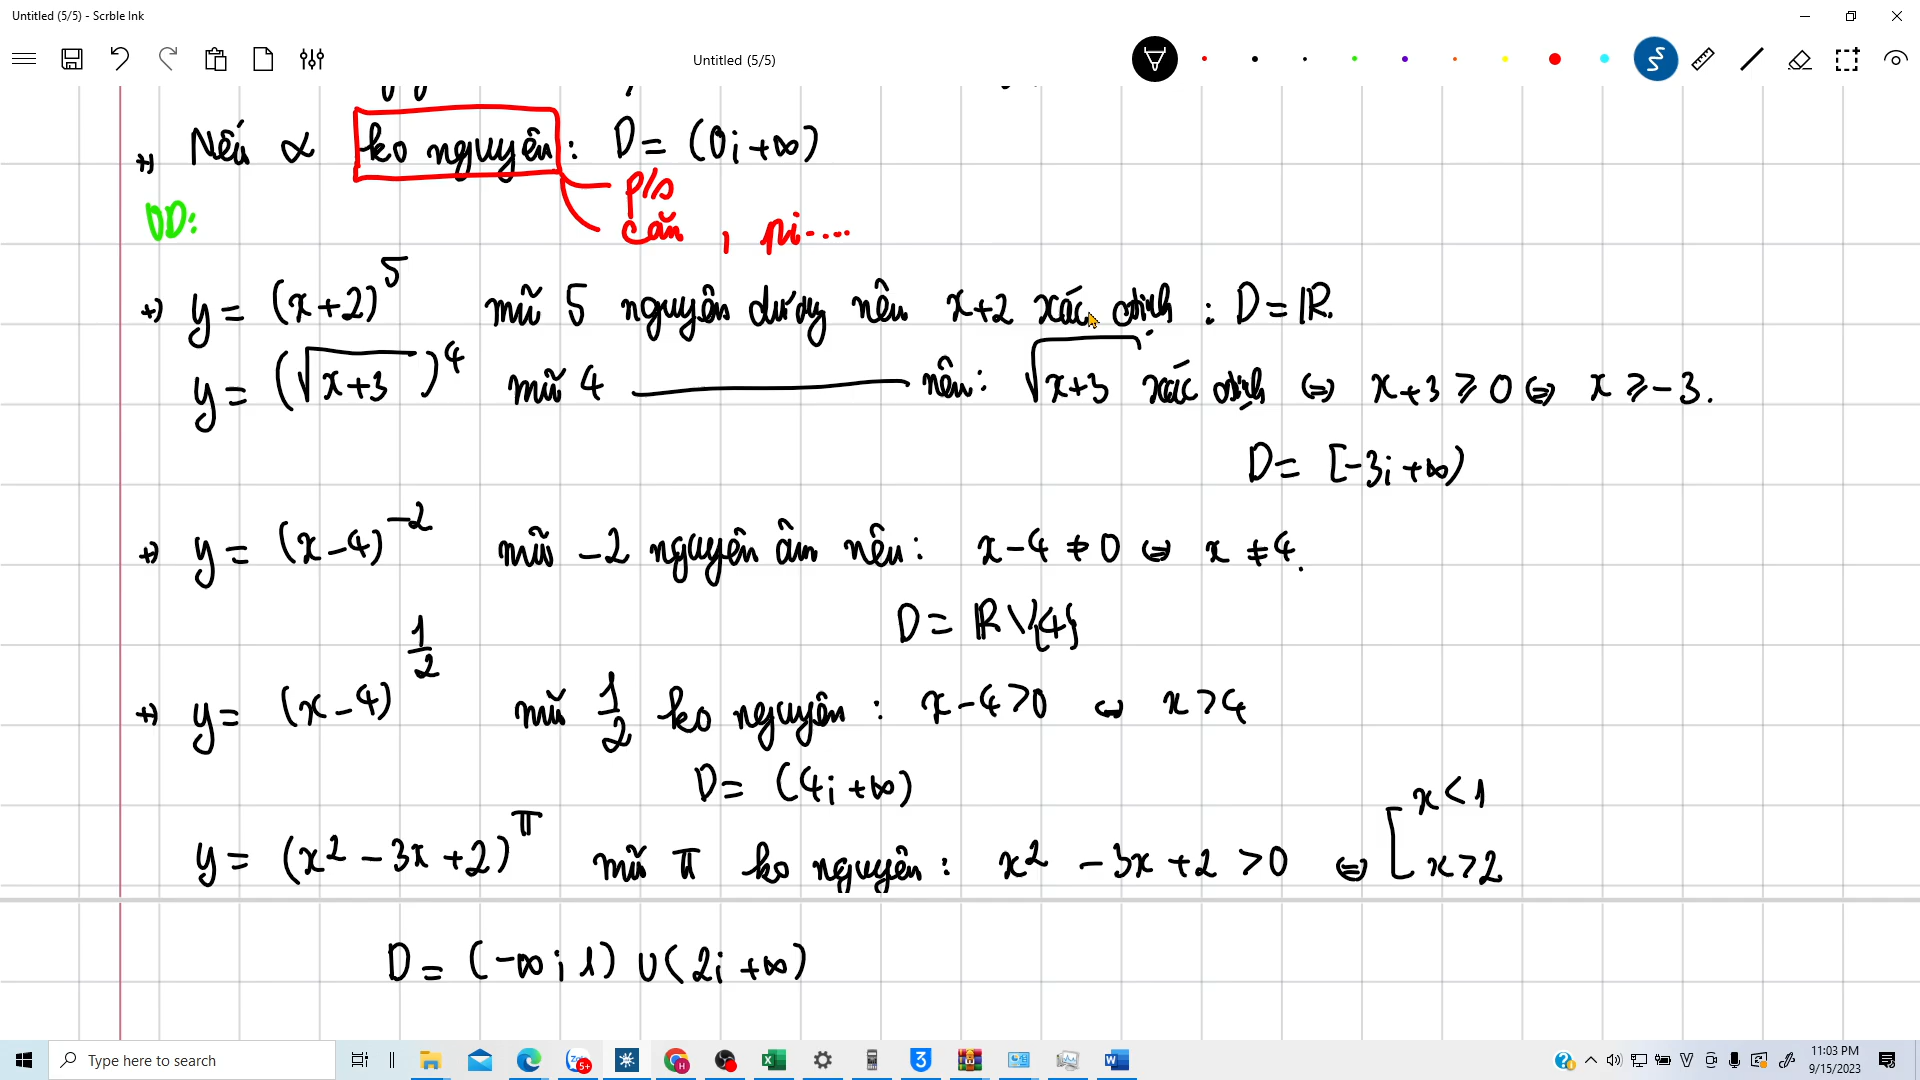 Untitled (5/5) - Scrble Ink
Untitled (5/5)
+) Nếu α ko nguyên : D = (0; +∞)
p/s
căn , pi....
VD:
+) y = (x+2)^5 mũ 5 nguyên dương nên x+2 xác định : D = ℝ.
y = (√(x+3))^4 mũ 4 ——— nên: √(x+3) xác định ⇔ x+3 ≥ 0 ⇔ x ≥ -3.
D = [-3; +∞)
+) y = (x-4)^-2 mũ -2 nguyên âm nên: x-4 ≠ 0 ⇔ x ≠ 4.
D = ℝ \ {4}
+) y = (x-4)^(1/2) mũ 1/2 ko nguyên : x-4 > 0 ⇔ x > 4
D = (4; +∞)
y = (x² - 3x + 2)^π mũ π ko nguyên : x² - 3x + 2 > 0 ⇔ [ x < 1
x > 2
D = (-∞; 1) ∪ (2; +∞)
Type here to search
11:03 PM
9/15/2023